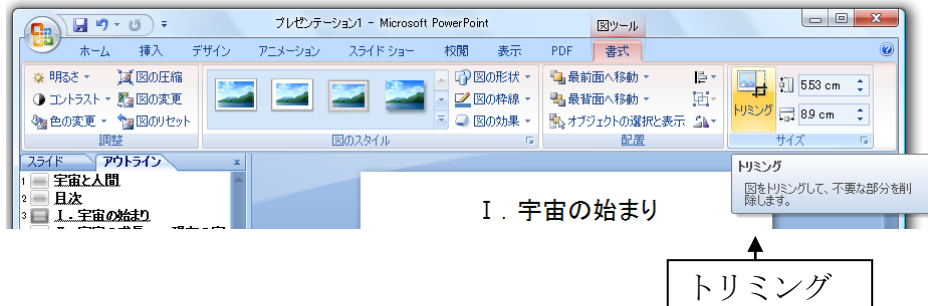 プレゼンテーション1 - Microsoft PowerPoint
図ツール
ホーム 挿入 デザイン アニメーション スライド ショー 校閲 表示 PDF 書式
明るさ 図の圧縮
コントラスト 図の変更
色の変更 図のリセット
調整
図のスタイル
図の形状
図の枠線
図の効果
最前面へ移動
最背面へ移動
オブジェクトの選択と表示
配置
トリミング
5.53 cm
8.9 cm
サイズ
スライド アウトライン x
1 宇宙と人間
2 目次
3 Ⅰ.宇宙の始まり
Ⅰ.宇宙の始まり
トリミング
図をトリミングして、不要な部分を削
除します。
トリミング